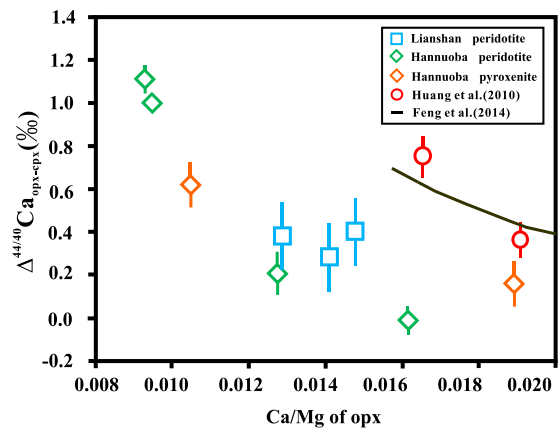 1.4
1.2
1.0
0.8
0.6
0.4
0.2
0.0
-0.2
Δ44/40Caopx-cpx(‰)
Lianshan peridotite
Hannuoba peridotite
Hannuoba pyroxenite
Huang et al.(2010)
Feng et al.(2014)
0.008 0.010 0.012 0.014 0.016 0.018 0.020
Ca/Mg of opx